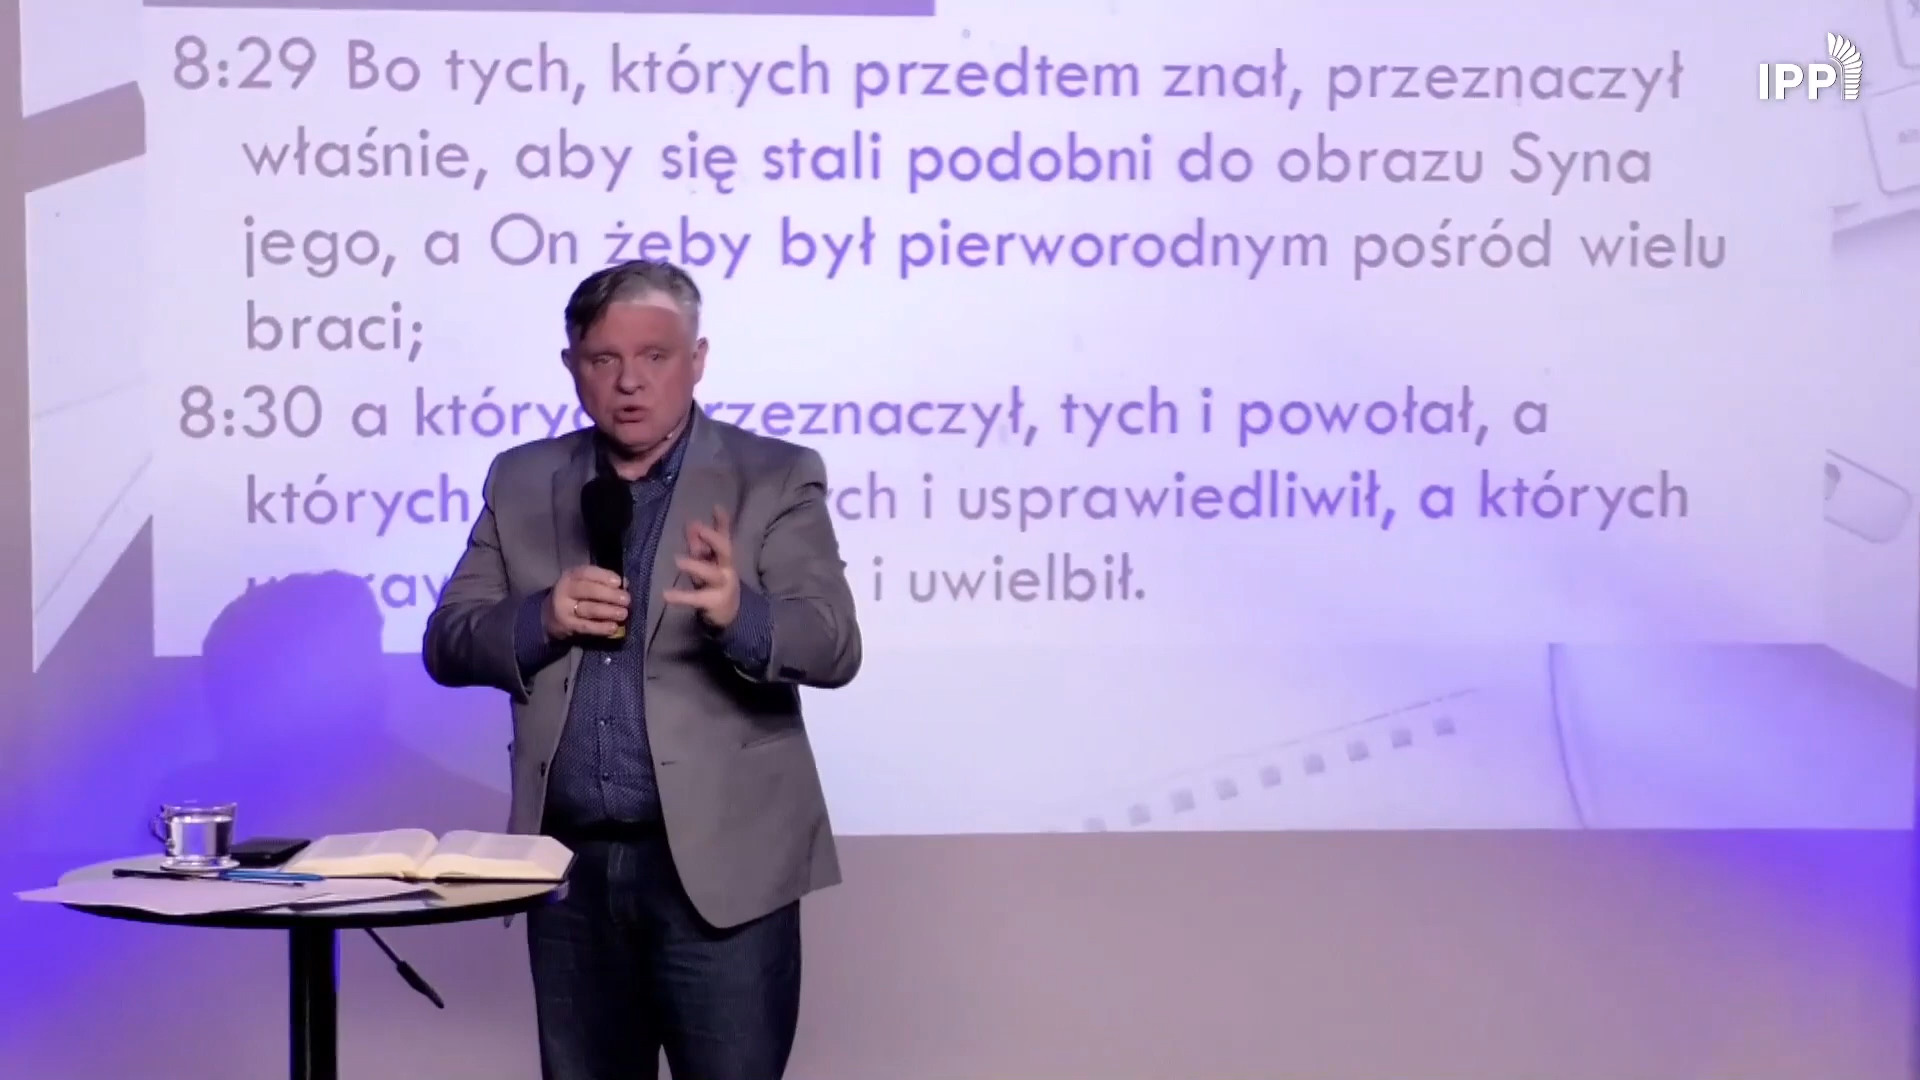 8:29 Bo tych, których przedtem znał, przeznaczył
właśnie, aby się stali podobni do obrazu Syna
jego, a On żeby był pierworodnym pośród wielu
braci;
8:30 a których przeznaczył, tych i powołał, a
których i usprawiedliwił, a których
i uwielbił.
IPP